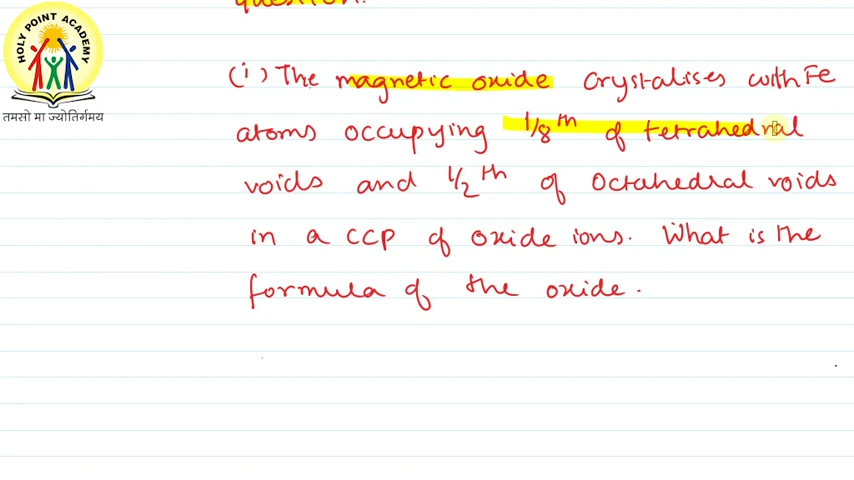 question.
HOLY POINT ACADEMY
तमसो मा ज्योतिर्गमय
(i) The magnetic oxide crystalises with Fe
atoms occupying 1/8th of tetrahedral
voids and 1/2th of octahedral voids
in a CCP of oxide ions. What is the
formula of the oxide.